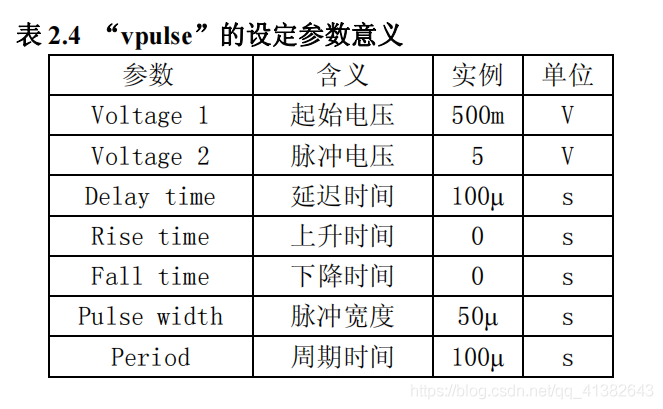 表 2.4 “vpulse”的设定参数意义
参数 含义 实例 单位
Voltage 1 起始电压 500m V
Voltage 2 脉冲电压 5 V
Delay time 延迟时间 100μ s
Rise time 上升时间 0 s
Fall time 下降时间 0 s
Pulse width 脉冲宽度 50μ s
Period 周期时间 100μ s
https://blog.csdn.net/qq_41382643